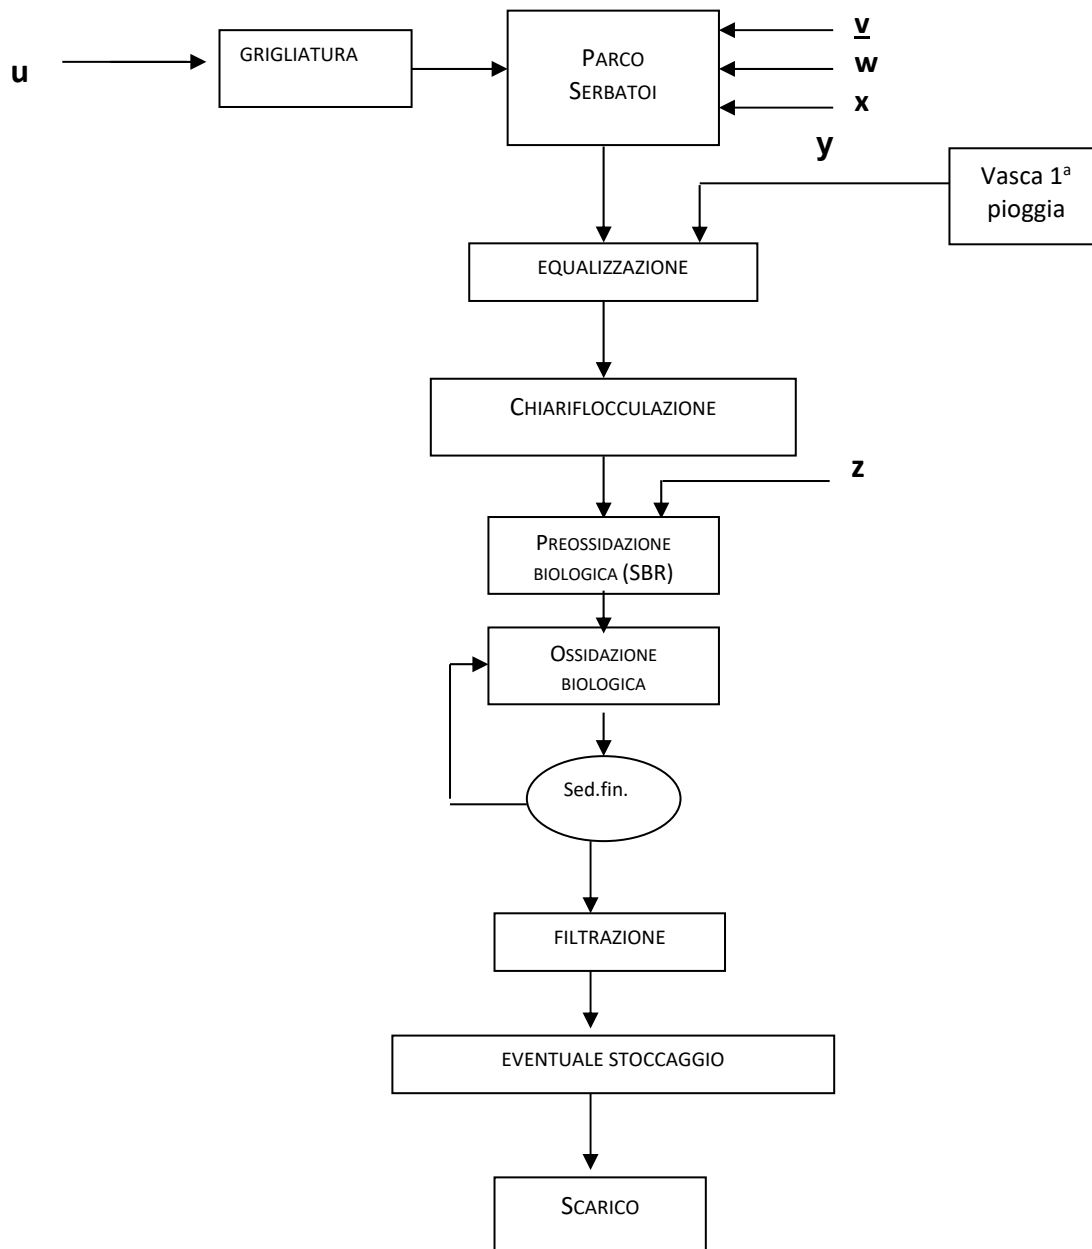 u
GRIGLIATURA
PARCO
SERBATOI
v
w
x
y
Vasca 1ª
pioggia
EQUALIZZAZIONE
CHIARIFLOCCULAZIONE
z
PREOSSIDAZIONE
BIOLOGICA (SBR)
OSSIDAZIONE
BIOLOGICA
Sed.fin.
FILTRAZIONE
EVENTUALE STOCCAGGIO
SCARICO